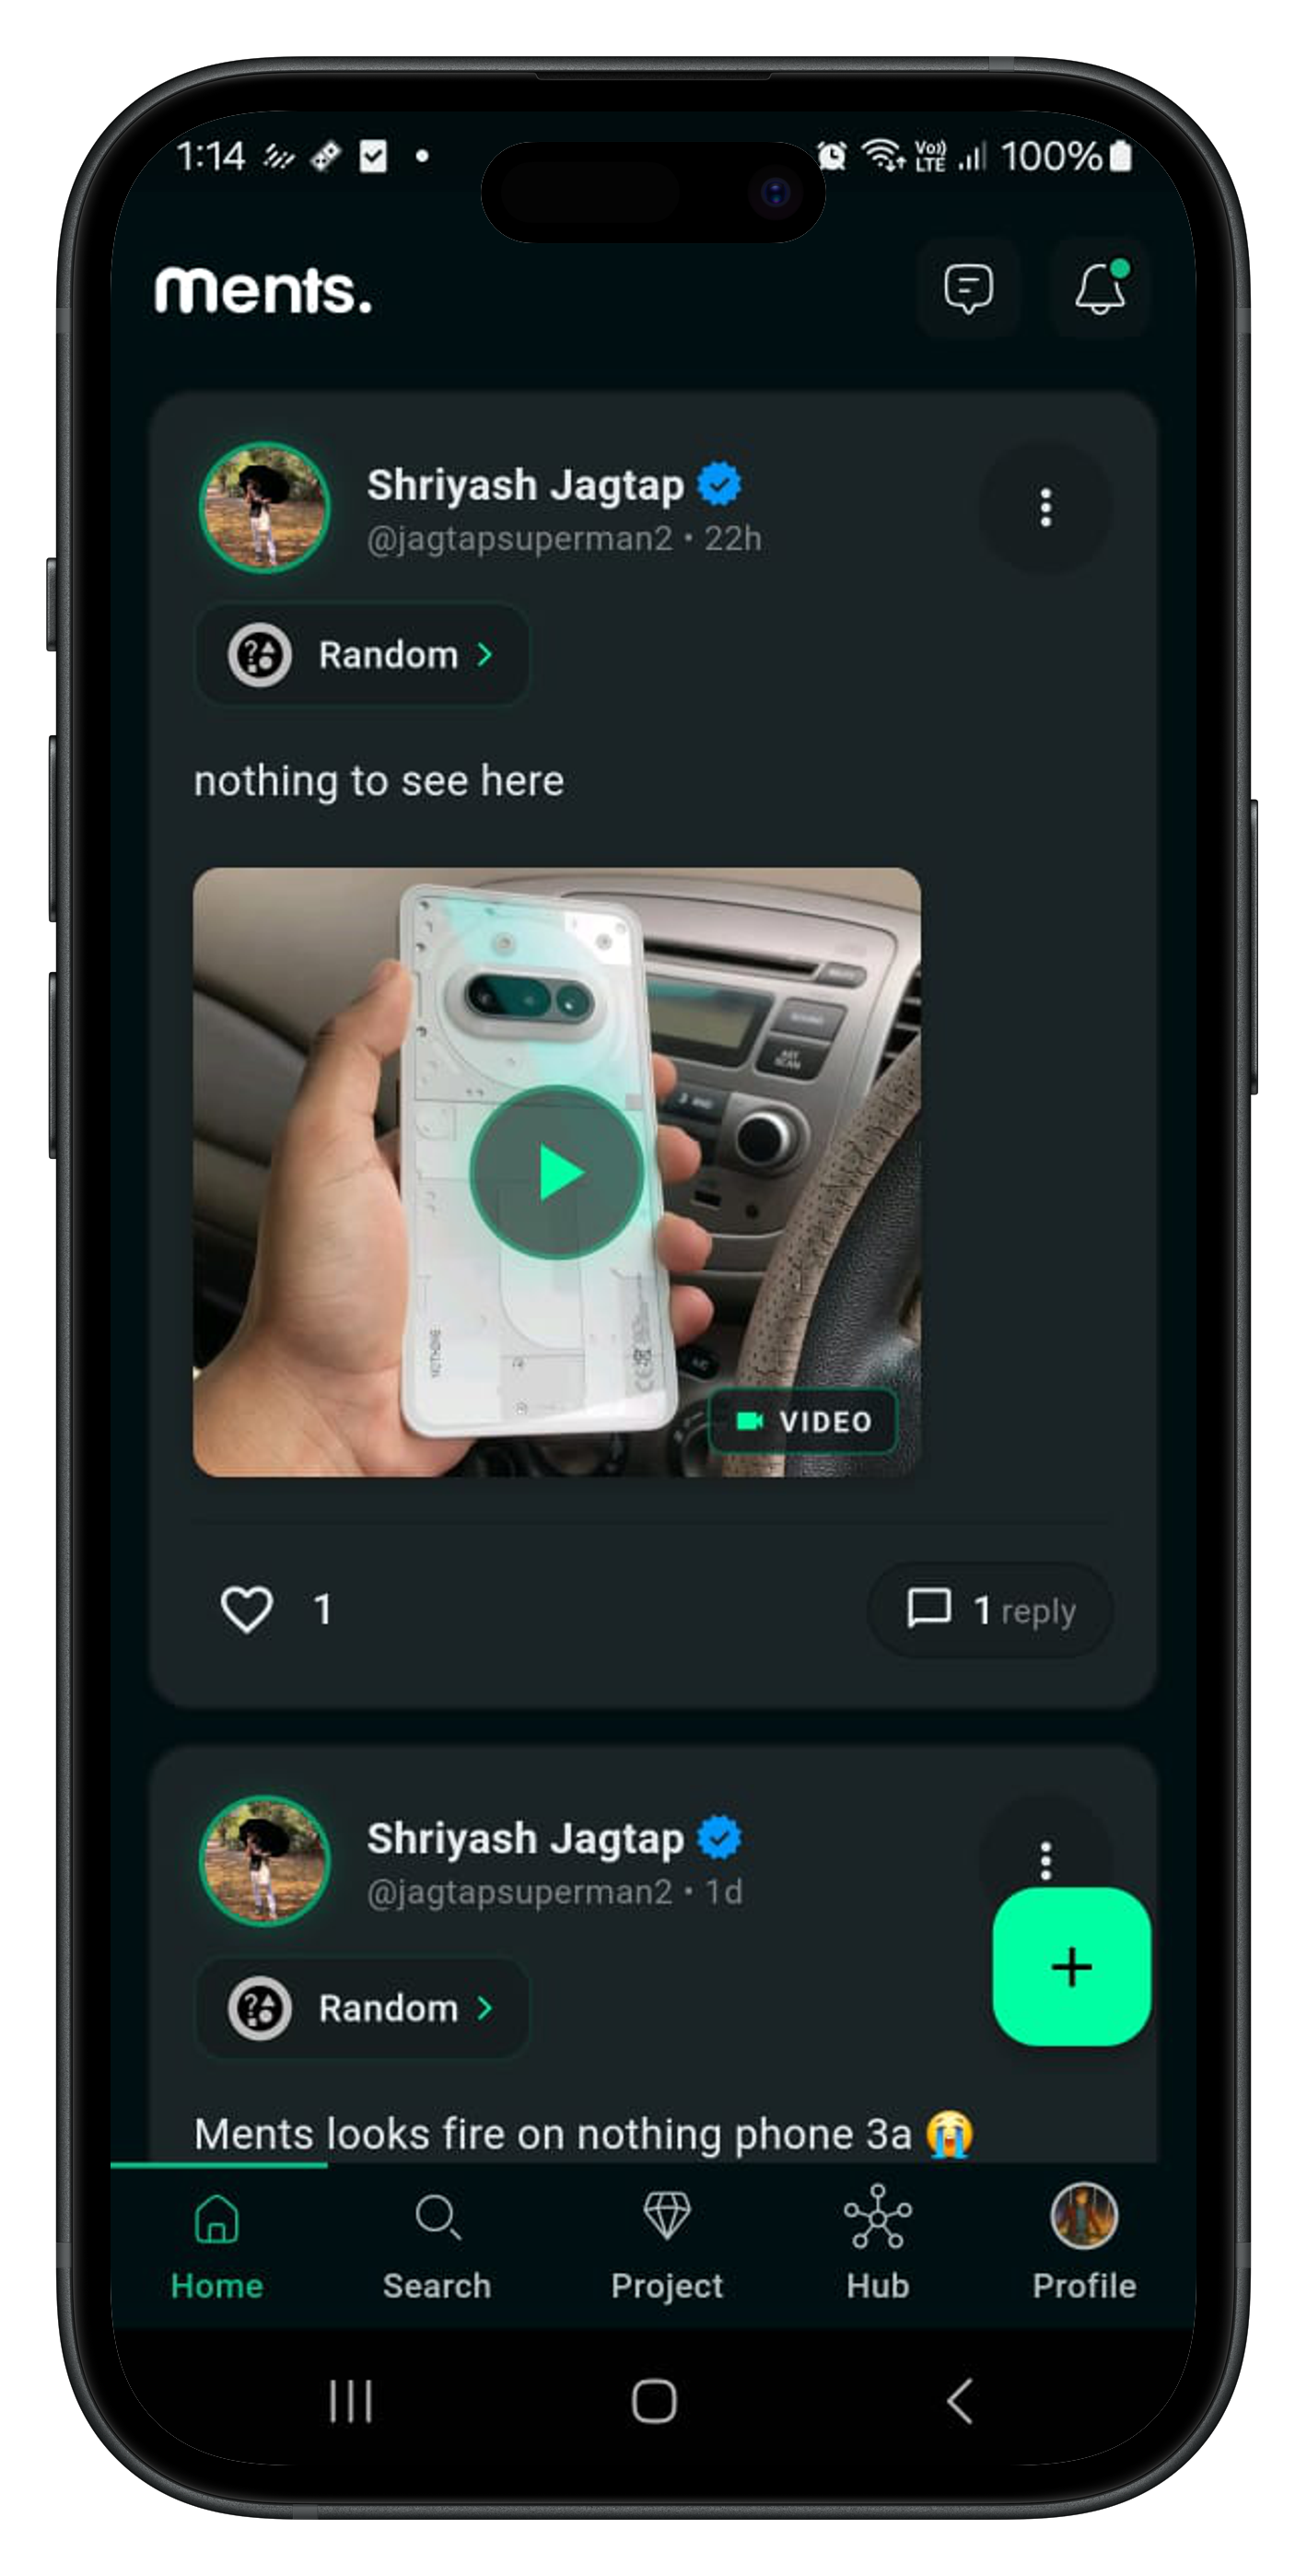 1:14 Vo)) LTE 100%
ments.
Shriyash Jagtap
@jagtapsuperman2 • 22h
Random >
nothing to see here
NOTHING
VIDEO
1 1 reply
Shriyash Jagtap
@jagtapsuperman2 • 1d
Random >
Ments looks fire on nothing phone 3a 😭
Home Search Project Hub Profile